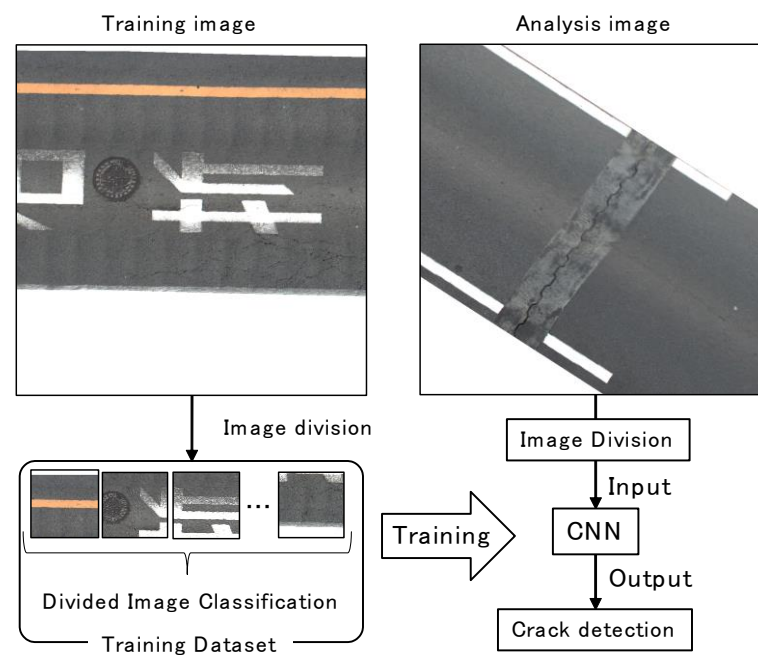 Training image
Analysis image
Image division
Image Division
Input
...
Training
CNN
Output
Divided Image Classification
Training Dataset
Crack detection